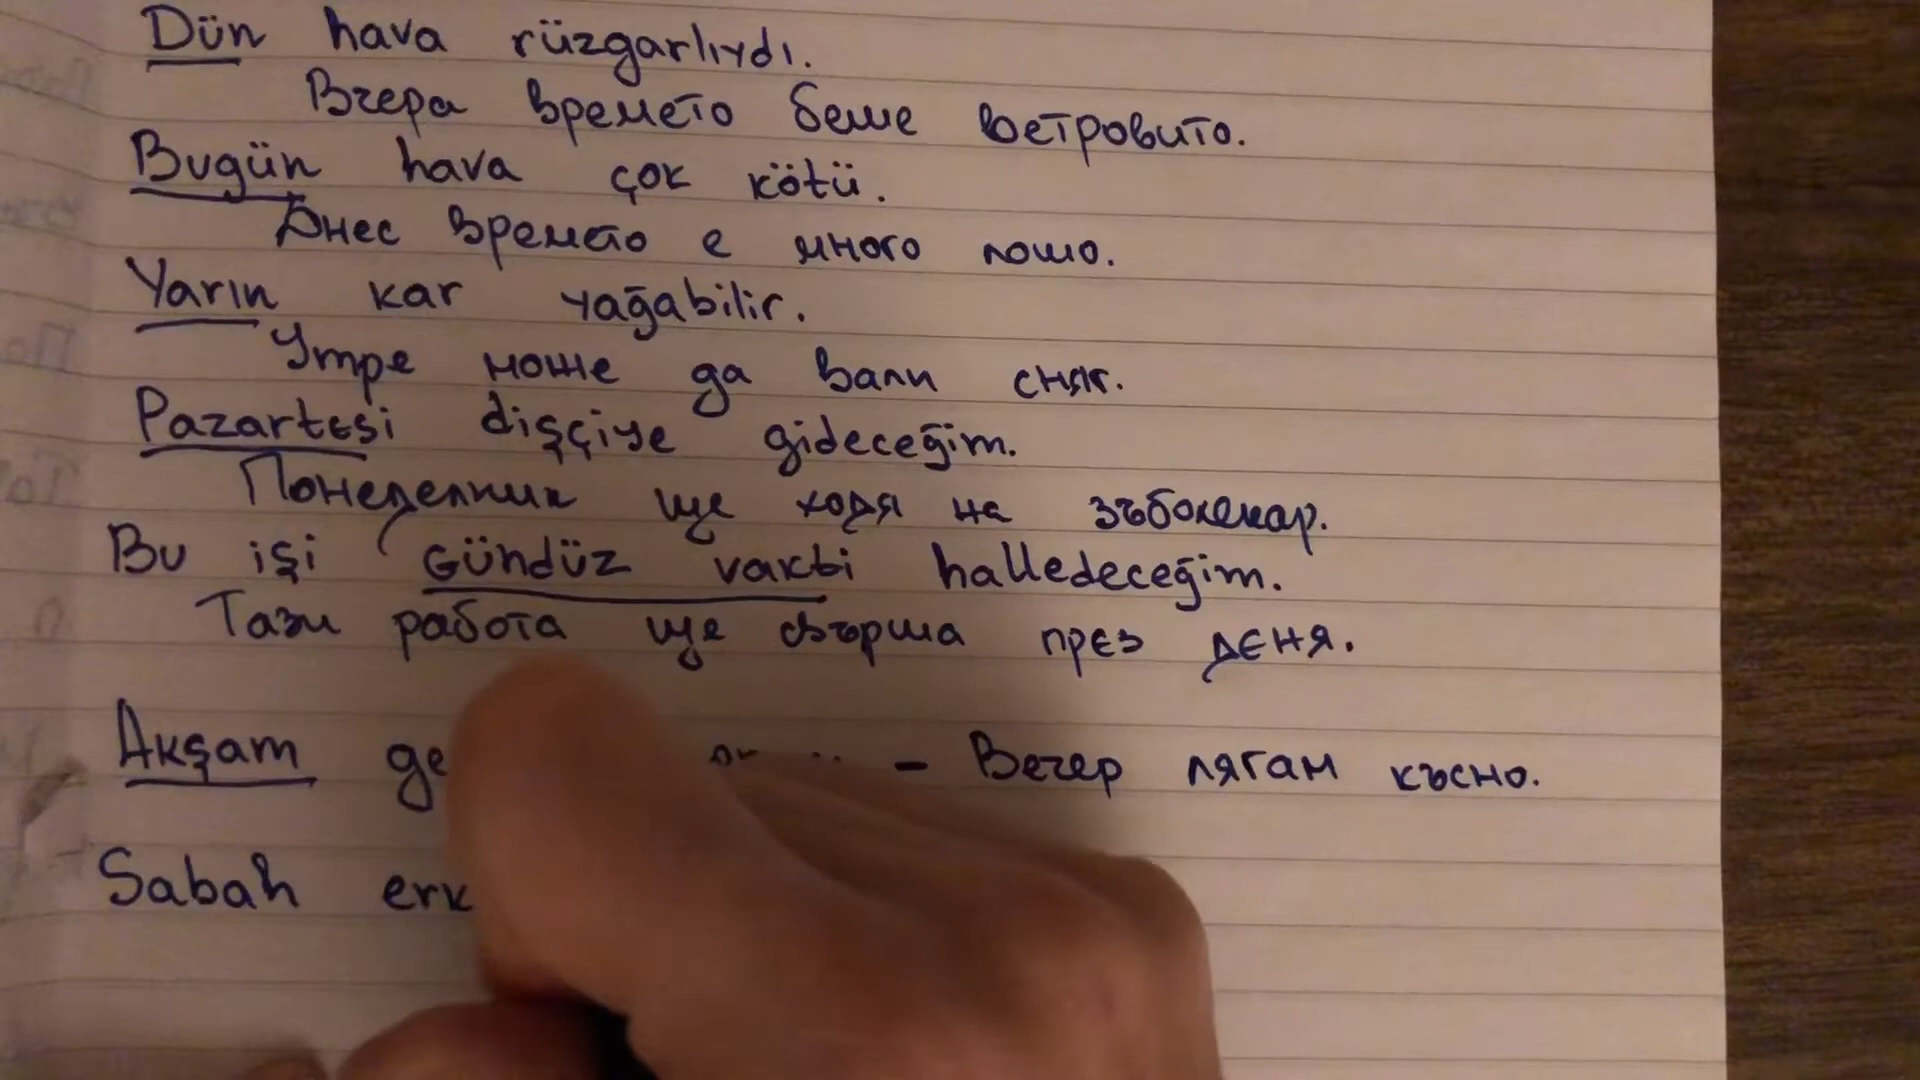 Dün hava rüzgarlıydı.
Вчера времето беше ветровито.
Bugün hava çok kötü.
Днес времето е много лошо.
Yarın kar yağabilir.
Утре може да вали сняг.
Pazartesi dişçiye gideceğim.
Понеделник ще ходя на зъболекар.
Bu işi Gündüz vakti halledeceğim.
Тази работа ще свърша през деня.
Akşam - Вечер лягам късно.
Sabah